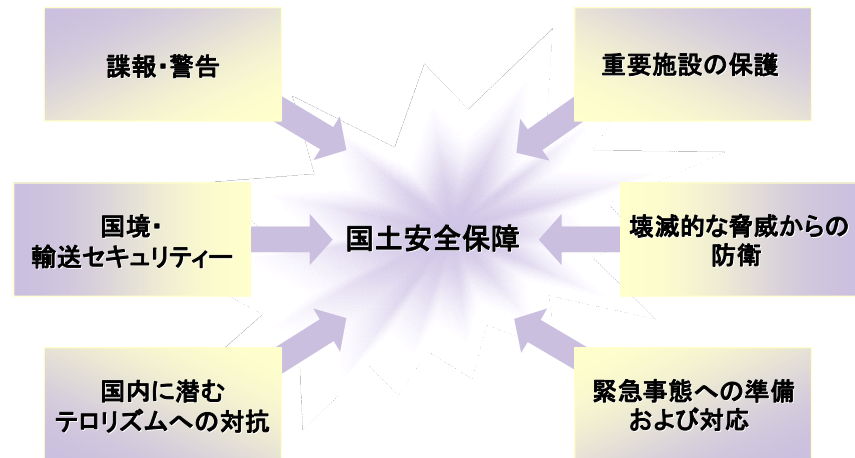 諜報・警告
重要施設の保護
国境・
輸送セキュリティー
国土安全保障
壊滅的な脅威からの
防衛
国内に潜む
テロリズムへの対抗
緊急事態への準備
および対応